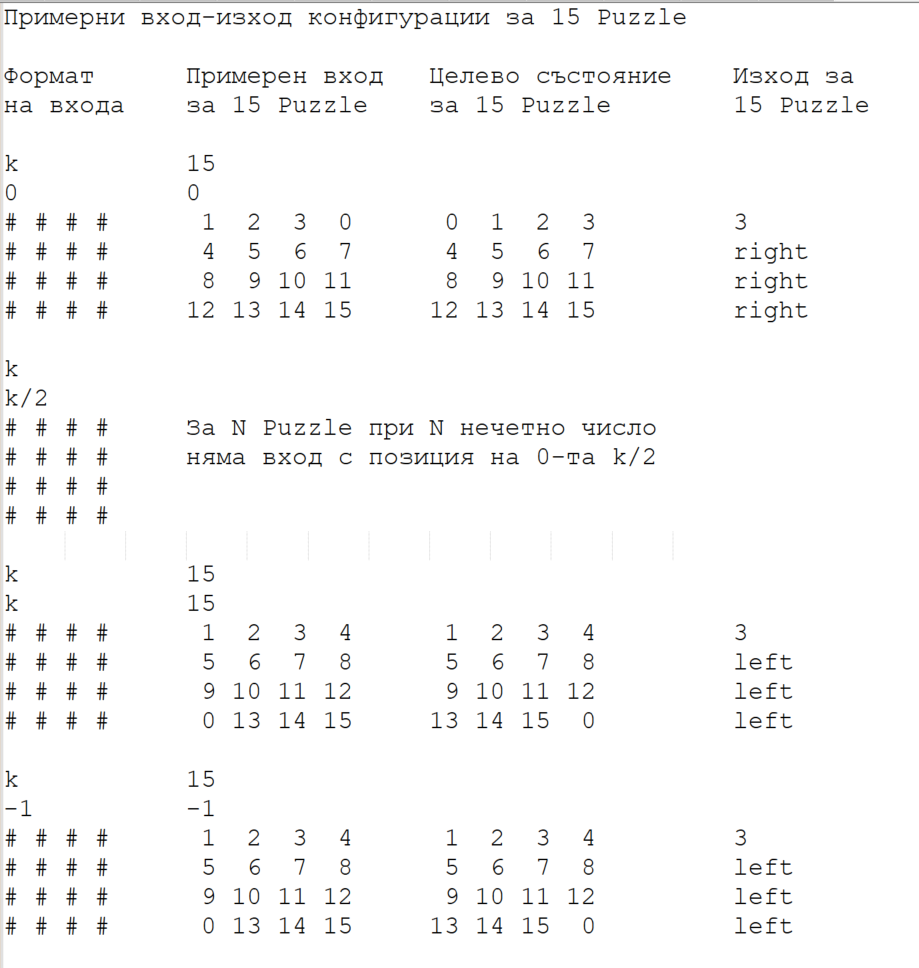 Примерни вход-изход конфигурации за 15 Puzzle
Формат Примерен вход Целево състояние Изход за
на входа за 15 Puzzle за 15 Puzzle 15 Puzzle
k 15
0 0
# # # # 1 2 3 0 0 1 2 3 3
# # # # 4 5 6 7 4 5 6 7 right
# # # # 8 9 10 11 8 9 10 11 right
# # # # 12 13 14 15 12 13 14 15 right
k
k/2
# # # # За N Puzzle при N нечетно число
# # # # няма вход с позиция на 0-та k/2
# # # #
# # # #
k 15
k 15
# # # # 1 2 3 4 1 2 3 4 3
# # # # 5 6 7 8 5 6 7 8 left
# # # # 9 10 11 12 9 10 11 12 left
# # # # 0 13 14 15 13 14 15 0 left
k 15
-1 -1
# # # # 1 2 3 4 1 2 3 4 3
# # # # 5 6 7 8 5 6 7 8 left
# # # # 9 10 11 12 9 10 11 12 left
# # # # 0 13 14 15 13 14 15 0 left